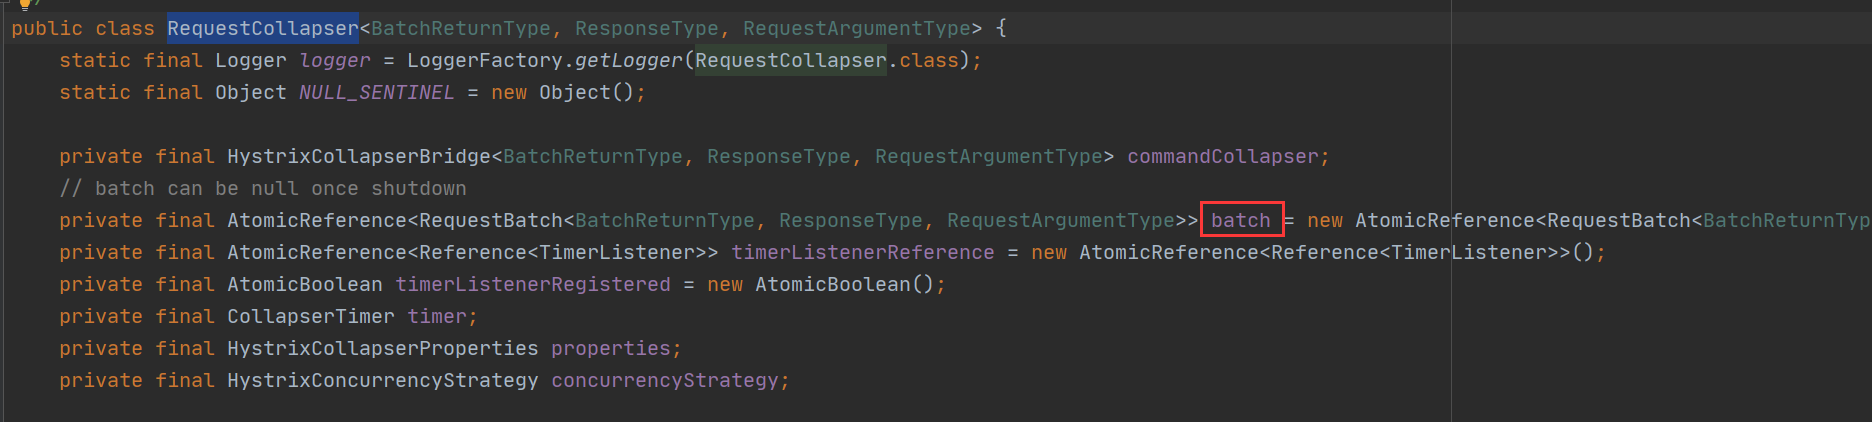 public class RequestCollapser<BatchReturnType, ResponseType, RequestArgumentType> {
static final Logger logger = LoggerFactory.getLogger(RequestCollapser.class);
static final Object NULL_SENTINEL = new Object();
private final HystrixCollapserBridge<BatchReturnType, ResponseType, RequestArgumentType> commandCollapser;
// batch can be null once shutdown
private final AtomicReference<RequestBatch<BatchReturnType, ResponseType, RequestArgumentType>> batch = new AtomicReference<RequestBatch<BatchReturnTyp
private final AtomicReference<Reference<TimerListener>> timerListenerReference = new AtomicReference<Reference<TimerListener>>();
private final AtomicBoolean timerListenerRegistered = new AtomicBoolean();
private final CollapserTimer timer;
private final HystrixCollapserProperties properties;
private final HystrixConcurrencyStrategy concurrencyStrategy;